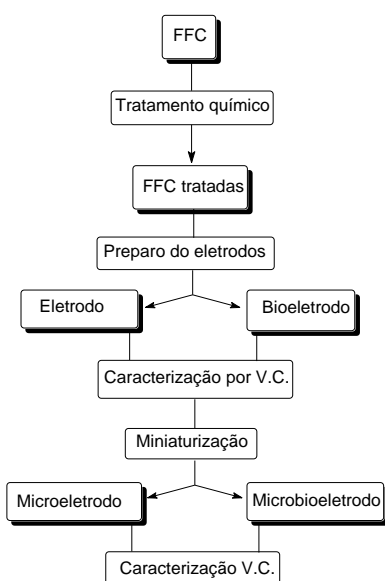 FFC
Tratamento químico
FFC tratadas
Preparo do eletrodos
Eletrodo
Bioeletrodo
Caracterização por V.C.
Miniaturização
Microeletrodo
Microbioeletrodo
Caracterização V.C.